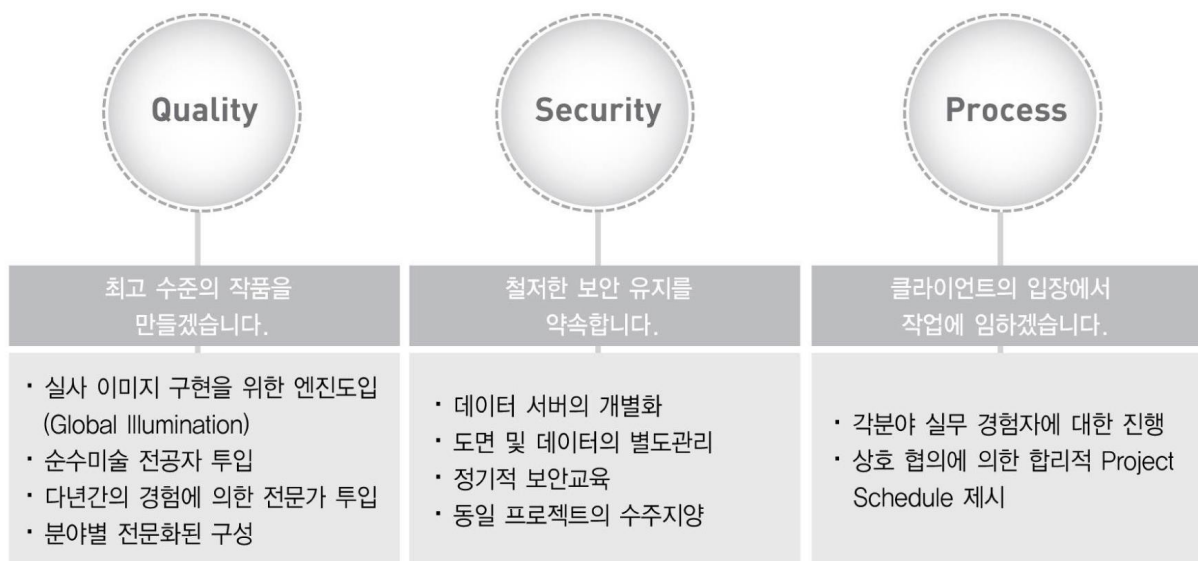 Quality
최고 수준의 작품을
만들겠습니다.
· 실사 이미지 구현을 위한 엔진도입
(Global Illumination)
· 순수미술 전공자 투입
· 다년간의 경험에 의한 전문가 투입
· 분야별 전문화된 구성
Security
철저한 보안 유지를
약속합니다.
· 데이터 서버의 개별화
· 도면 및 데이터의 별도관리
· 정기적 보안교육
· 동일 프로젝트의 수주지양
Process
클라이언트의 입장에서
작업에 임하겠습니다.
· 각분야 실무 경험자에 대한 진행
· 상호 협의에 의한 합리적 Project
Schedule 제시